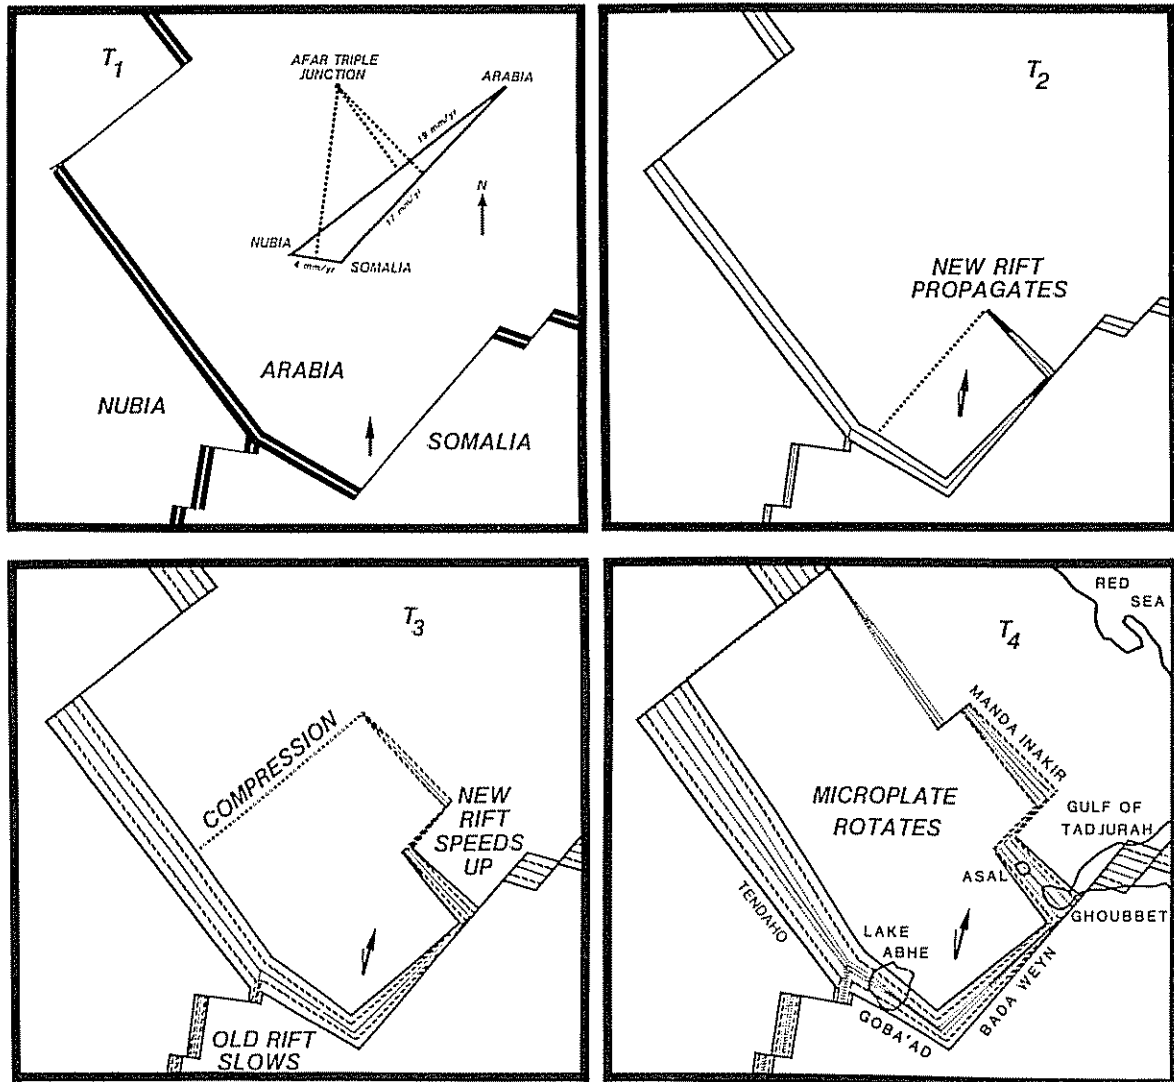 T1
AFAR TRIPLE
JUNCTION
ARABIA
19 mm/yr
17 mm/yr
N
NUBIA
4 mm/yr
SOMALIA
ARABIA
NUBIA
SOMALIA
T2
NEW RIFT
PROPAGATES
T3
COMPRESSION
NEW
RIFT
SPEEDS
UP
OLD RIFT
SLOWS
RED
SEA
T4
MANDA INAKIR
MICROPLATE
ROTATES
GULF OF
TADJURAH
ASAL
GHOUBBET
TENDAHO
LAKE
ABHE
GOBA'AD
BADA WEYN